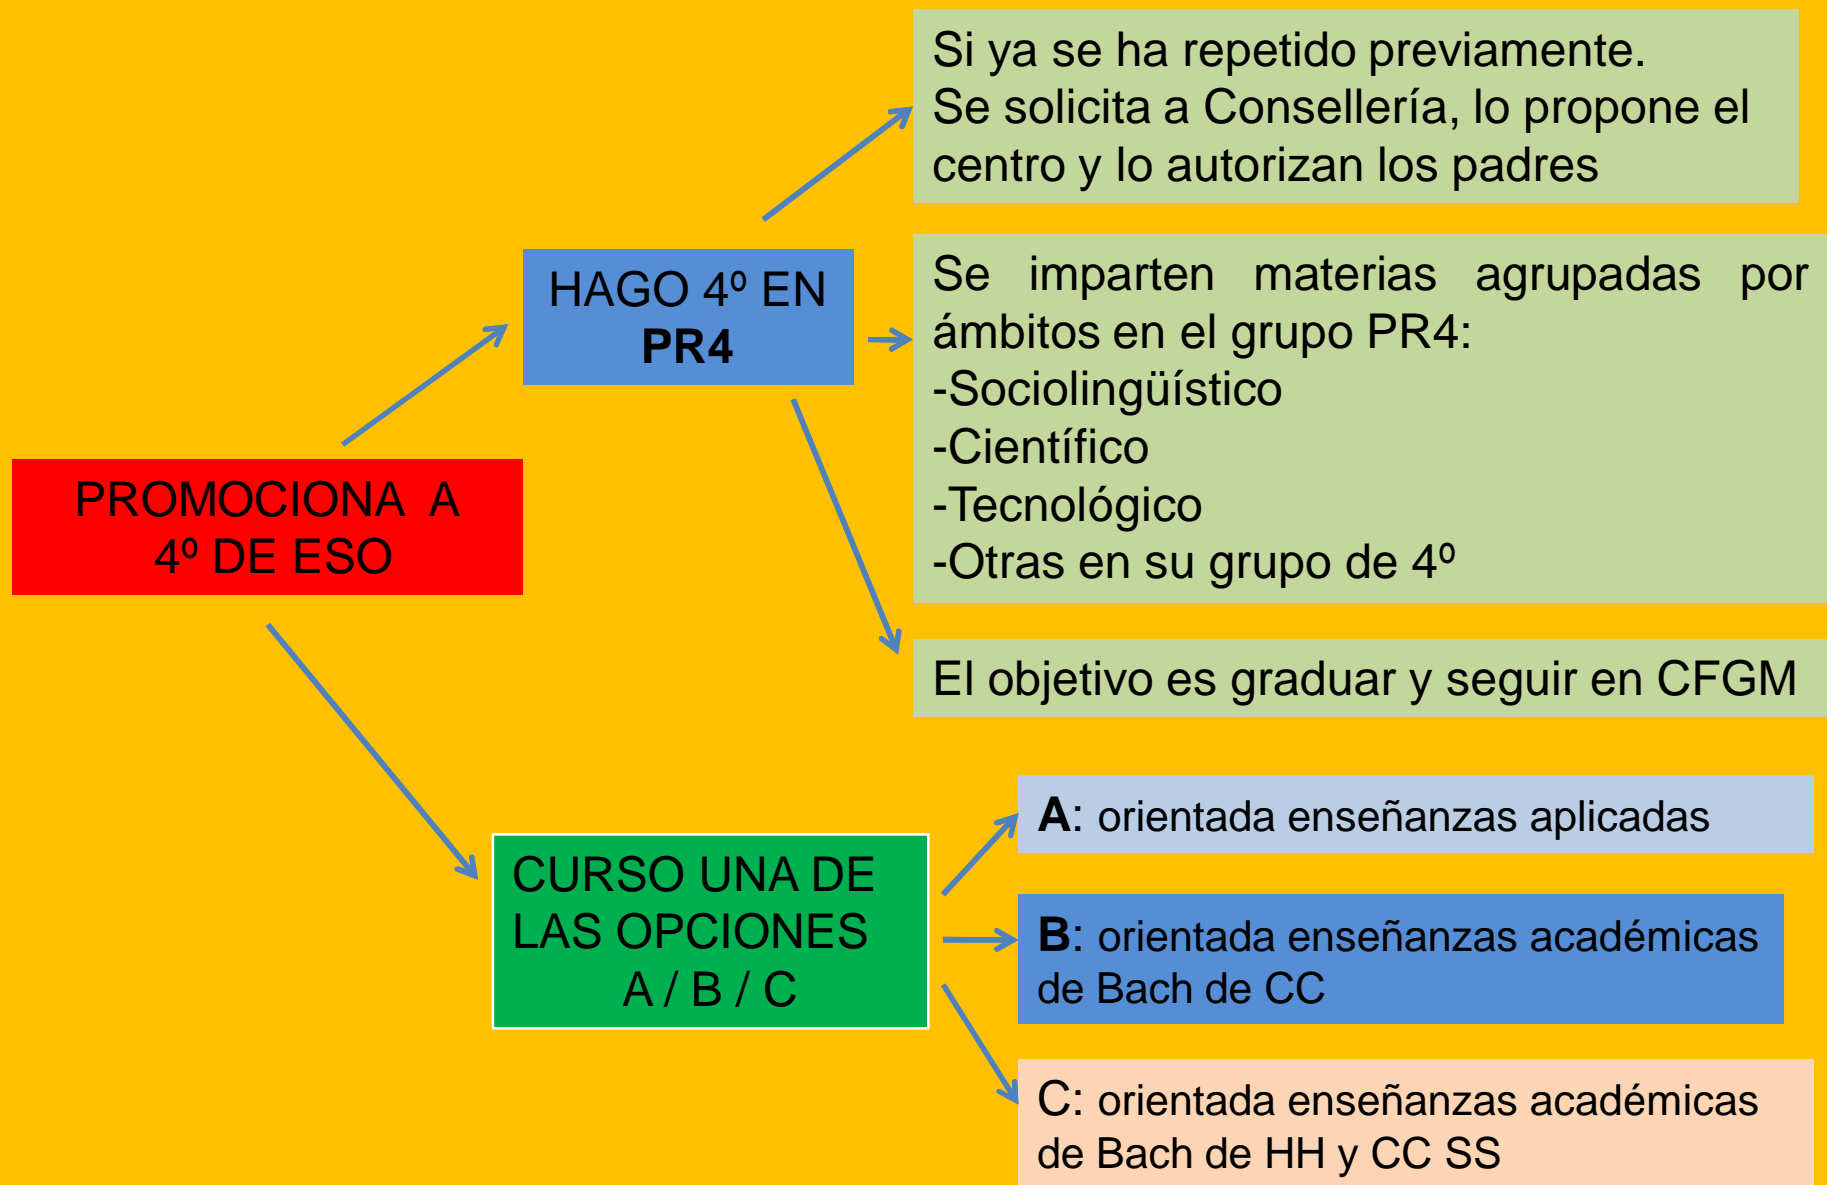 Si ya se ha repetido previamente.
Se solicita a Consellería, lo propone el
centro y lo autorizan los padres
HAGO 4º EN
PR4
Se imparten materias agrupadas por
ámbitos en el grupo PR4:
-Sociolingüístico
-Científico
-Tecnológico
-Otras en su grupo de 4º
PROMOCIONA A
4º DE ESO
El objetivo es graduar y seguir en CFGM
CURSO UNA DE
LAS OPCIONES
A / B / C
A: orientada enseñanzas aplicadas
B: orientada enseñanzas académicas
de Bach de CC
C: orientada enseñanzas académicas
de Bach de HH y CC SS